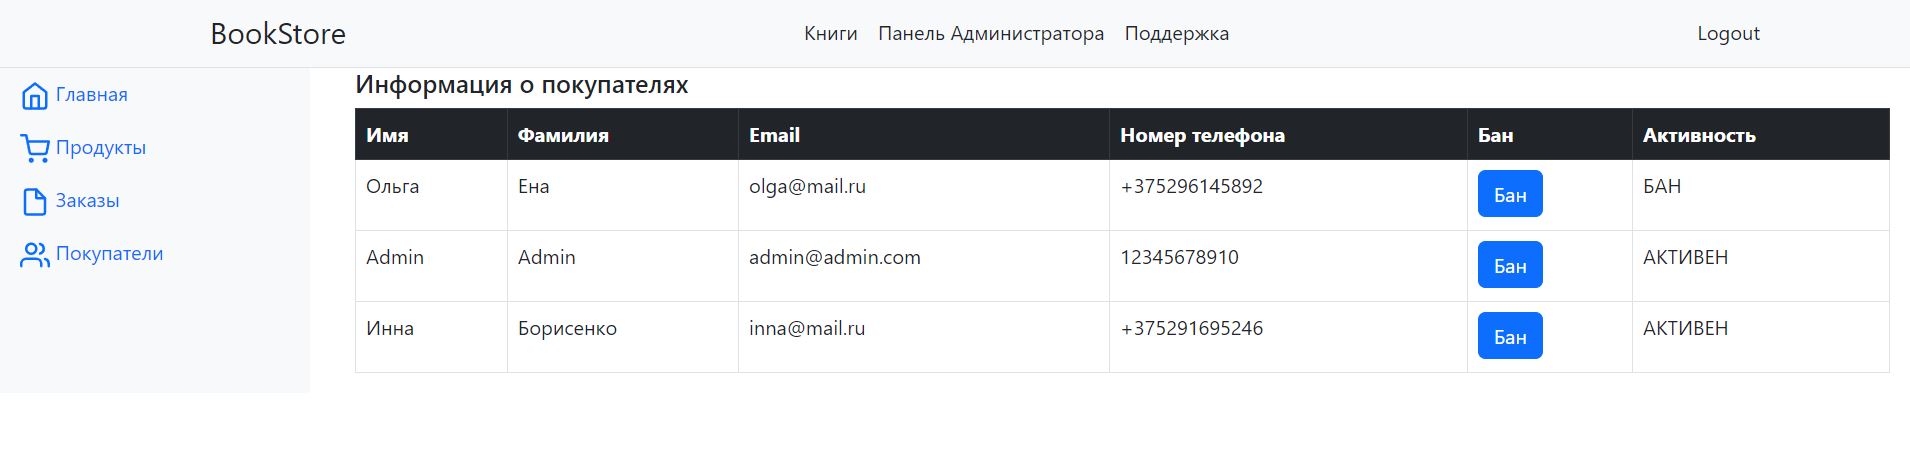 BookStore Книги Панель Администратора Поддержка Logout
Главная
Продукты
Заказы
Покупатели
Информация о покупателях
Имя Фамилия Email Номер телефона Бан Активность
Ольга Ена olga@mail.ru +375296145892 Бан БАН
Admin Admin admin@admin.com 12345678910 Бан АКТИВЕН
Инна Борисенко inna@mail.ru +375291695246 Бан АКТИВЕН